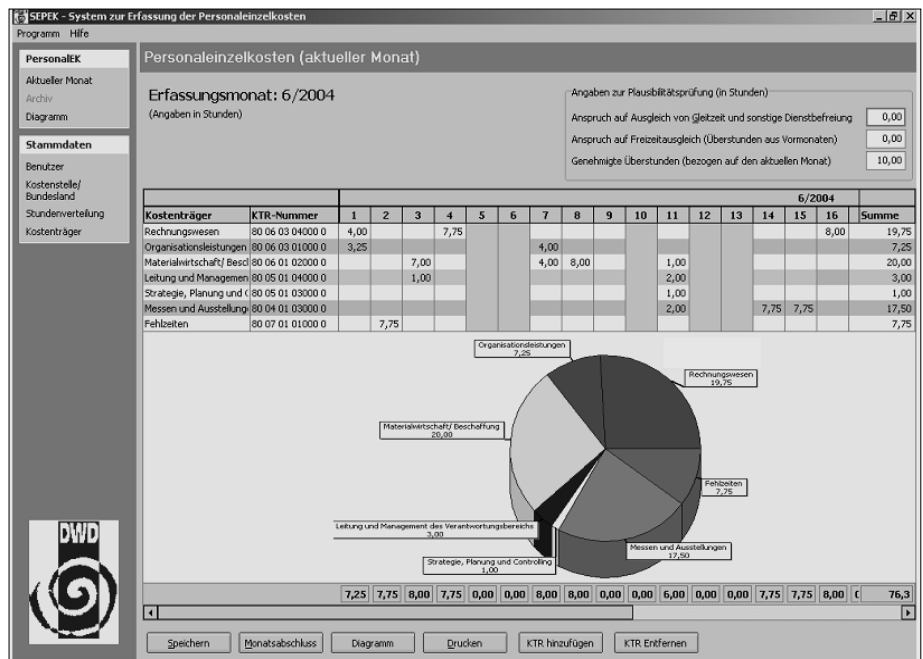 SEPEK - System zur Erfassung der Personaleinzelkosten
Programm Hilfe
PersonalEK
Aktueller Monat
Archiv
Diagramm
Stammdaten
Benutzer
Kostenstelle/
Bundesland
Stundenverteilung
Kostenträger
DWD
Personaleinzelkosten (aktueller Monat)
Erfassungsmonat: 6/2004
(Angaben in Stunden)
Angaben zur Plausibilitätsprüfung (in Stunden)
Anspruch auf Ausgleich von Gleitzeit und sonstige Dienstbefreiung 0,00
Anspruch auf Freizeitausgleich (Überstunden aus Vormonaten) 0,00
Genehmigte Überstunden (bezogen auf den aktuellen Monat) 10,00
6/2004
Kostenträger KTR-Nummer 1 2 3 4 5 6 7 8 9 10 11 12 13 14 15 16 Summe
Rechnungswesen 80 06 03 04000 0 4,00 7,75 8,00 19,75
Organisationsleistungen 80 06 03 01000 0 3,25 4,00 7,25
Materialwirtschaft/ Bescl 80 06 01 02000 0 7,00 4,00 8,00 1,00 20,00
Leitung und Managemen 80 05 01 04000 0 1,00 2,00 3,00
Strategie, Planung und ( 80 05 01 03000 0 1,00 1,00
Messen und Ausstellung 80 04 01 03000 0 2,00 7,75 7,75 17,50
Fehlzeiten 80 07 01 01000 0 7,75 7,75
Organisationsleistungen
7,25
Rechnungswesen
19,75
Materialwirtschaft/ Beschaffung
20,00
Fehlzeiten
7,75
Leitung und Management des Verantwortungsbereichs
3,00
Messen und Ausstellungen
17,50
Strategie, Planung und Controlling
1,00
7,25 7,75 8,00 7,75 0,00 0,00 8,00 8,00 0,00 0,00 6,00 0,00 0,00 7,75 7,75 8,00 76,3
Speichern Monatsabschluss Diagramm Drucken KTR hinzufügen KTR Entfernen